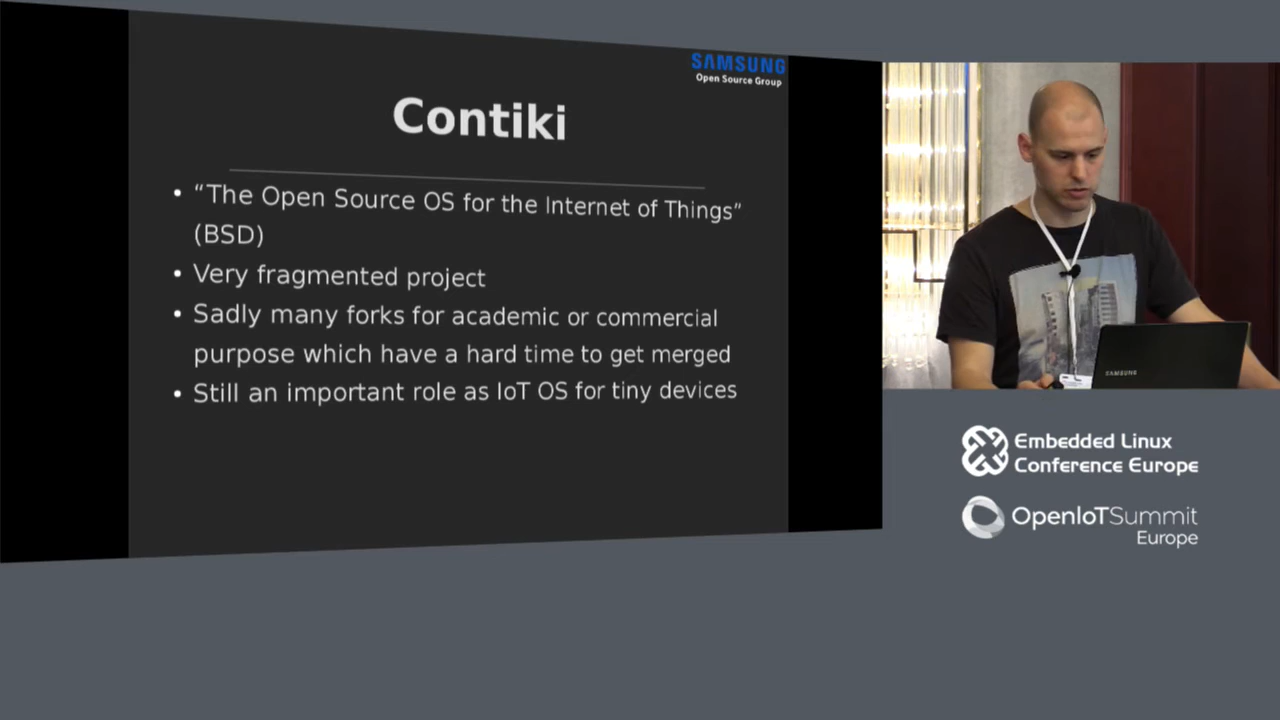 SAMSUNG
Open Source Group
Contiki
• “The Open Source OS for the Internet of Things”
(BSD)
• Very fragmented project
• Sadly many forks for academic or commercial
purpose which have a hard time to get merged
• Still an important role as IoT OS for tiny devices
SAMSUNG
Embedded Linux
Conference Europe
OpenIoTSummit
Europe